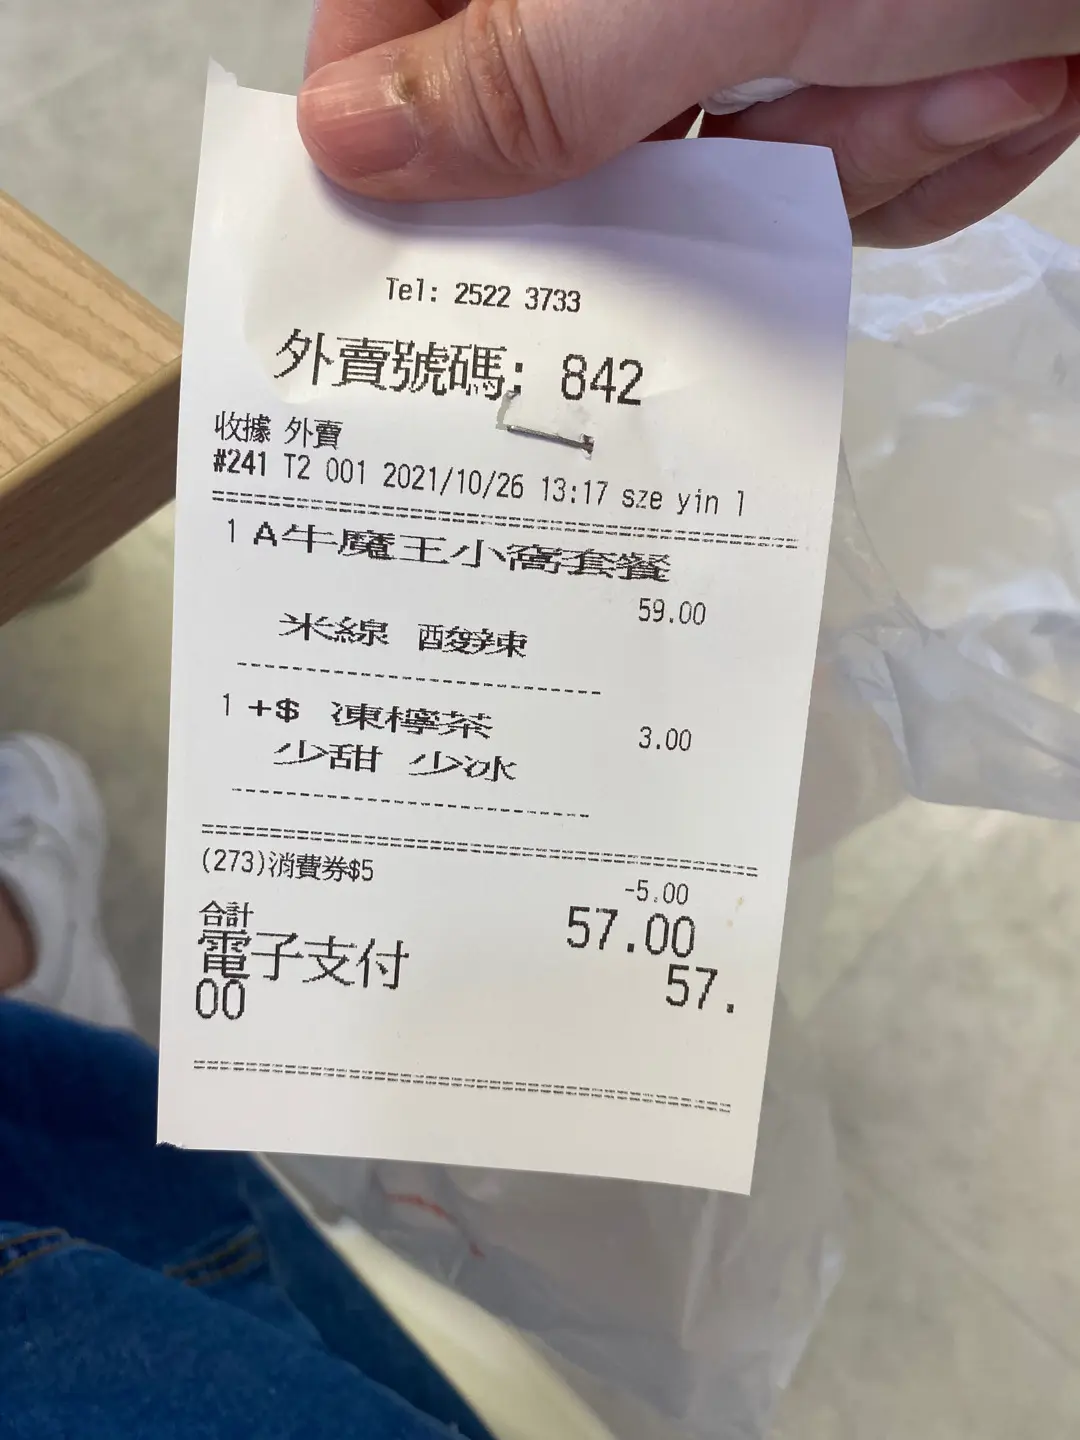 Tel: 2522 3733
外賣號碼: 842
收據 外賣
#241 T2 001 2021/10/26 13:17 sze yin l
1 A牛魔王小窩套餐
59.00
米線 酸辣
1 +$ 凍檸茶
3.00
少甜 少冰
(273)消費券$5
-5.00
合計 57.00
電子支付 57.
00